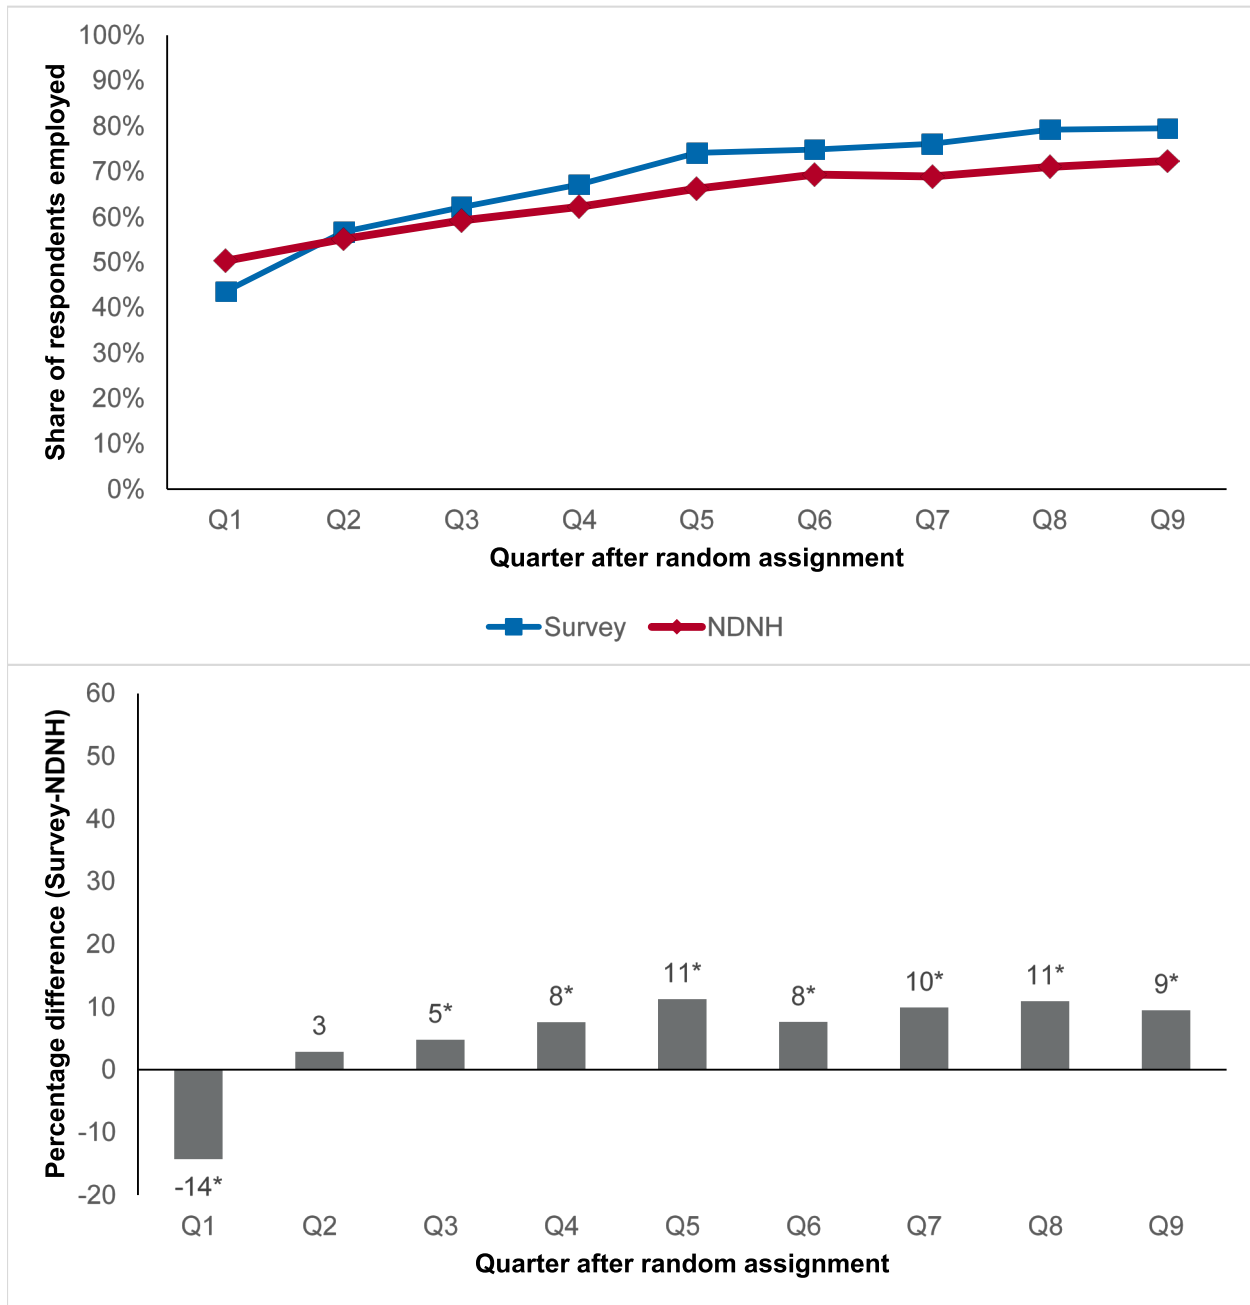 Share of respondents employed
100%
90%
80%
70%
60%
50%
40%
30%
20%
10%
0%
Q1 Q2 Q3 Q4 Q5 Q6 Q7 Q8 Q9
Quarter after random assignment
Survey NDNH
Percentage difference (Survey-NDNH)
60
50
40
30
20
10
0
-10
-20
-14* 3 5* 8* 11* 8* 10* 11* 9*
Q1 Q2 Q3 Q4 Q5 Q6 Q7 Q8 Q9
Quarter after random assignment